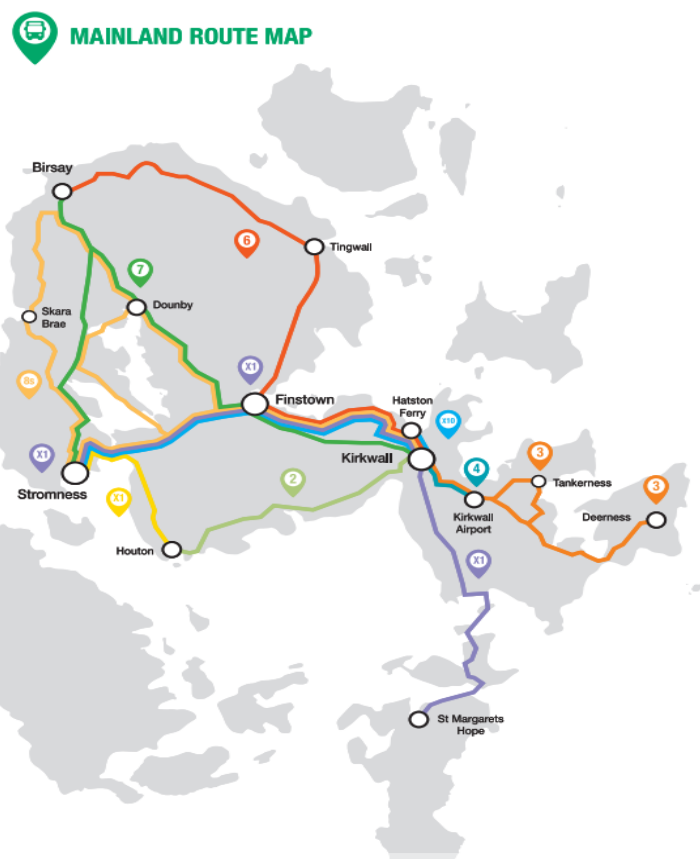 MAINLAND ROUTE MAP
Birsay
6
Tingwall
7
Dounby
Skara
Brae
X1
8s
Finstown
Hatston
Ferry
X10
X1
Kirkwall
Stromness
4
3
Tankerness
3
2
X1
Kirkwall
Airport
Deerness
Houton
X1
St Margarets
Hope